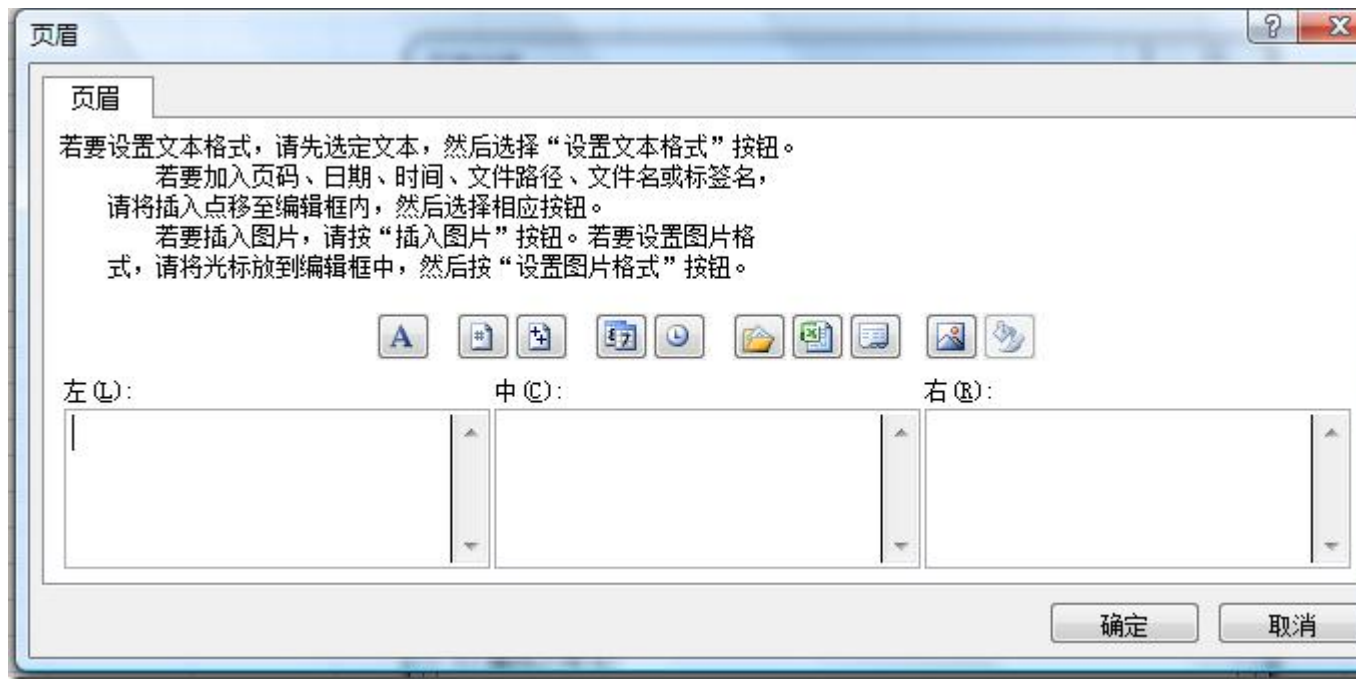 页眉
页眉
若要设置文本格式，请先选定文本，然后选择“设置文本格式”按钮。
若要加入页码、日期、时间、文件路径、文件名或标签名，
请将插入点移至编辑框内，然后选择相应按钮。
若要插入图片，请按“插入图片”按钮。若要设置图片格
式，请将光标放到编辑框中，然后按“设置图片格式”按钮。
左(L):
中(C):
右(R):
确定
取消